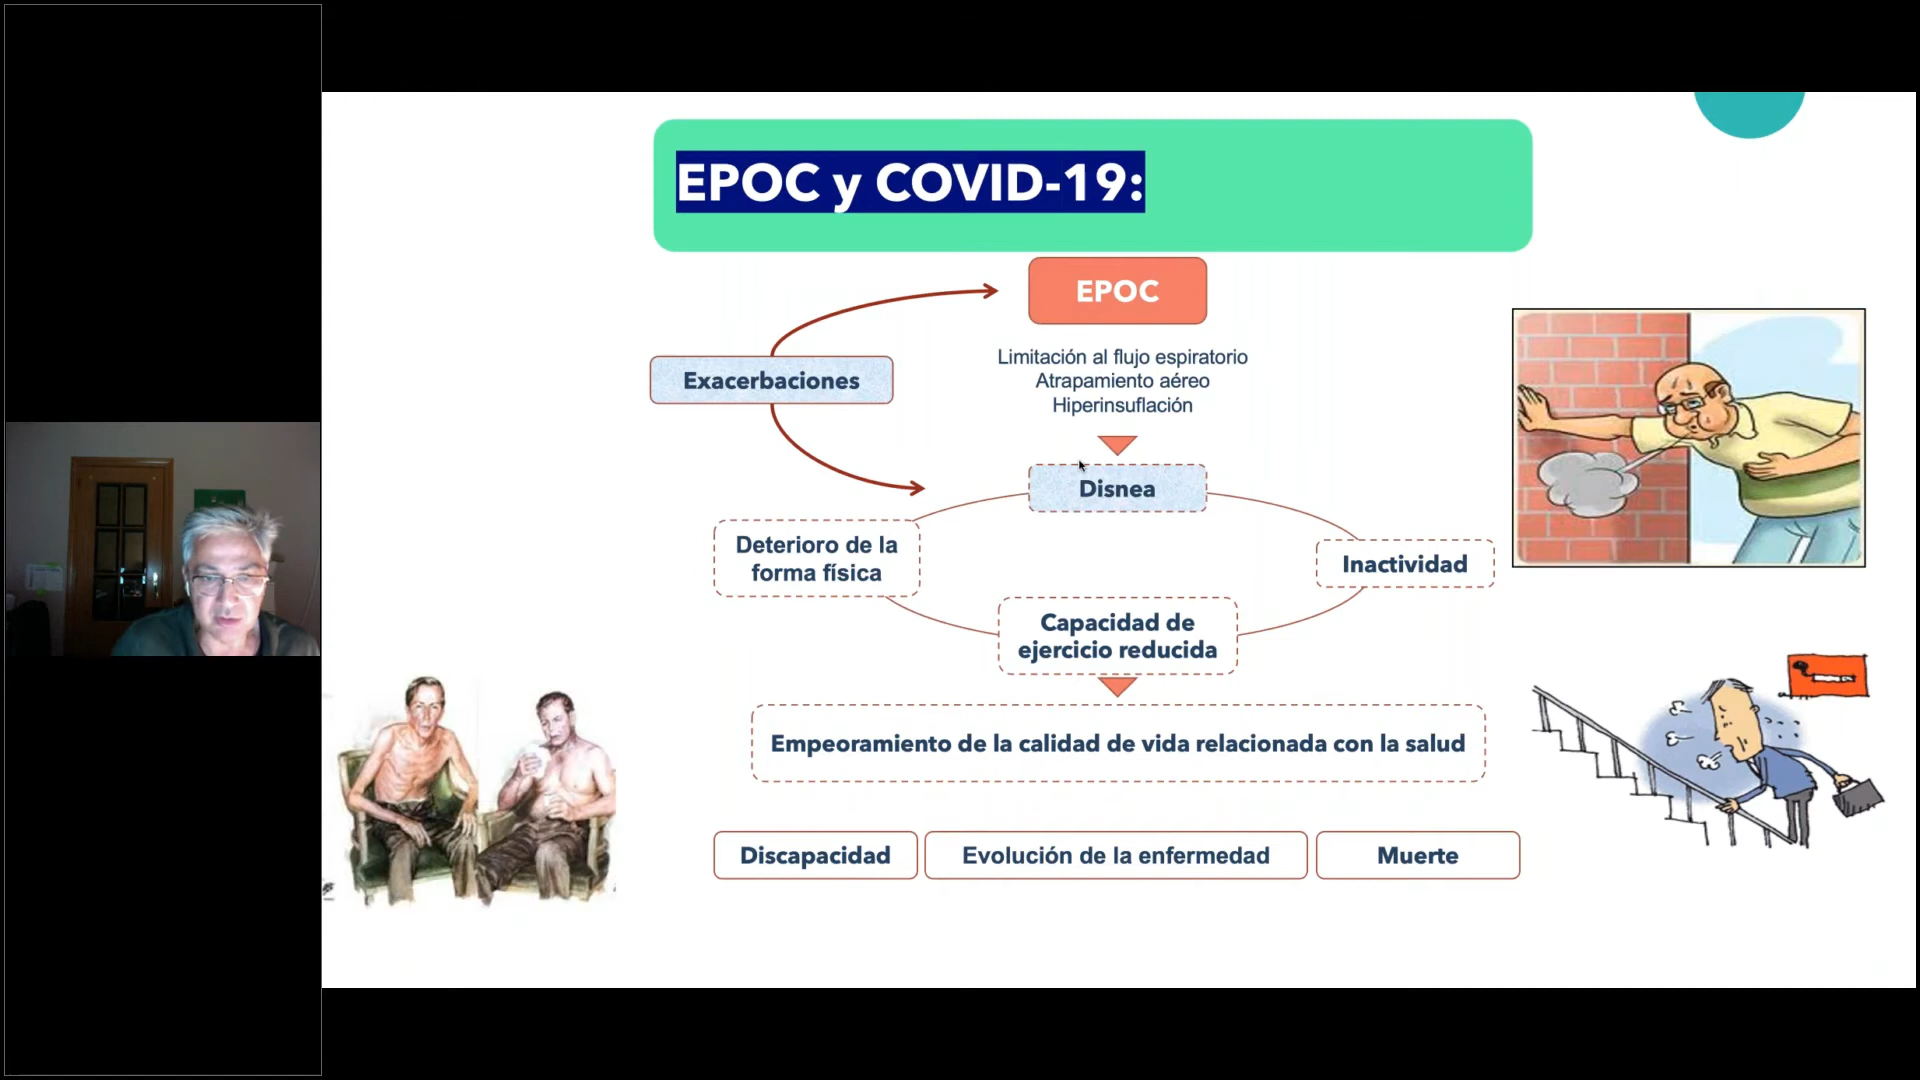 EPOC y COVID-19:
EPOC
Limitación al flujo espiratorio
Atrapamiento aéreo
Hiperinsuflación
Exacerbaciones
Disnea
Deterioro de la
forma física
Inactividad
Capacidad de
ejercicio reducida
Empeoramiento de la calidad de vida relacionada con la salud
Discapacidad
Evolución de la enfermedad
Muerte